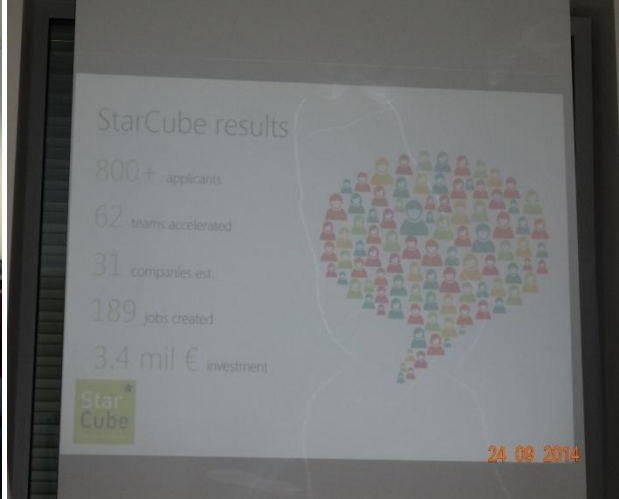 StarCube results
800+ applicants
62 teams accelerated
31 companies est.
189 jobs created
3.4 mil € investment
Star
Cube
24 09 2014